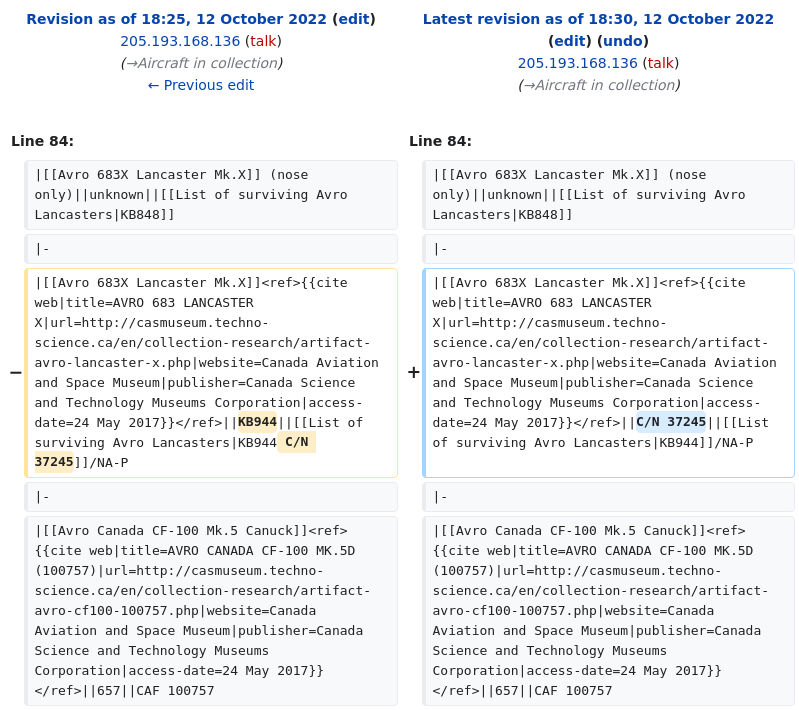 Revision as of 18:25, 12 October 2022 (edit)
205.193.168.136 (talk)
(→Aircraft in collection)
← Previous edit
Latest revision as of 18:30, 12 October 2022
(edit) (undo)
205.193.168.136 (talk)
(→Aircraft in collection)
Line 84:
|[[Avro 683X Lancaster Mk.X]] (nose
only)||unknown||[[List of surviving Avro
Lancasters|KB848]]
|-
−
|[[Avro 683X Lancaster Mk.X]]<ref>{{cite
web|title=AVRO 683 LANCASTER
X|url=http://casmuseum.techno-
science.ca/en/collection-research/artifact-
avro-lancaster-x.php|website=Canada Aviation
and Space Museum|publisher=Canada Science
and Technology Museums Corporation|access-
date=24 May 2017}}</ref>||KB944||[[List of
surviving Avro Lancasters|KB944 C/N
37245]]/NA-P
|-
|[[Avro Canada CF-100 Mk.5 Canuck]]<ref>
{{cite web|title=AVRO CANADA CF-100 MK.5D
(100757)|url=http://casmuseum.techno-
science.ca/en/collection-research/artifact-
avro-cf100-100757.php|website=Canada
Aviation and Space Museum|publisher=Canada
Science and Technology Museums
Corporation|access-date=24 May 2017}}
</ref>||657||CAF 100757
Line 84:
|[[Avro 683X Lancaster Mk.X]] (nose
only)||unknown||[[List of surviving Avro
Lancasters|KB848]]
|-
+
|[[Avro 683X Lancaster Mk.X]]<ref>{{cite
web|title=AVRO 683 LANCASTER
X|url=http://casmuseum.techno-
science.ca/en/collection-research/artifact-
avro-lancaster-x.php|website=Canada Aviation
and Space Museum|publisher=Canada Science
and Technology Museums Corporation|access-
date=24 May 2017}}</ref>||C/N 37245||[[List
of surviving Avro Lancasters|KB944]]/NA-P
|-
|[[Avro Canada CF-100 Mk.5 Canuck]]<ref>
{{cite web|title=AVRO CANADA CF-100 MK.5D
(100757)|url=http://casmuseum.techno-
science.ca/en/collection-research/artifact-
avro-cf100-100757.php|website=Canada
Aviation and Space Museum|publisher=Canada
Science and Technology Museums
Corporation|access-date=24 May 2017}}
</ref>||657||CAF 100757